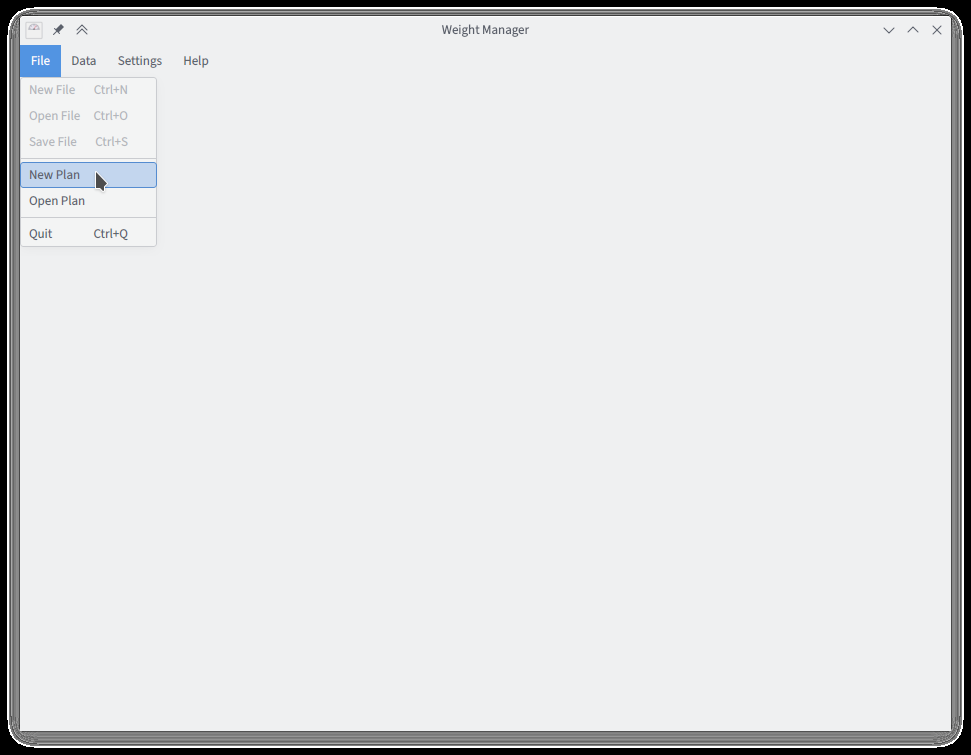 Weight Manager
File Data Settings Help
New File Ctrl+N
Open File Ctrl+O
Save File Ctrl+S
New Plan
Open Plan
Quit Ctrl+Q